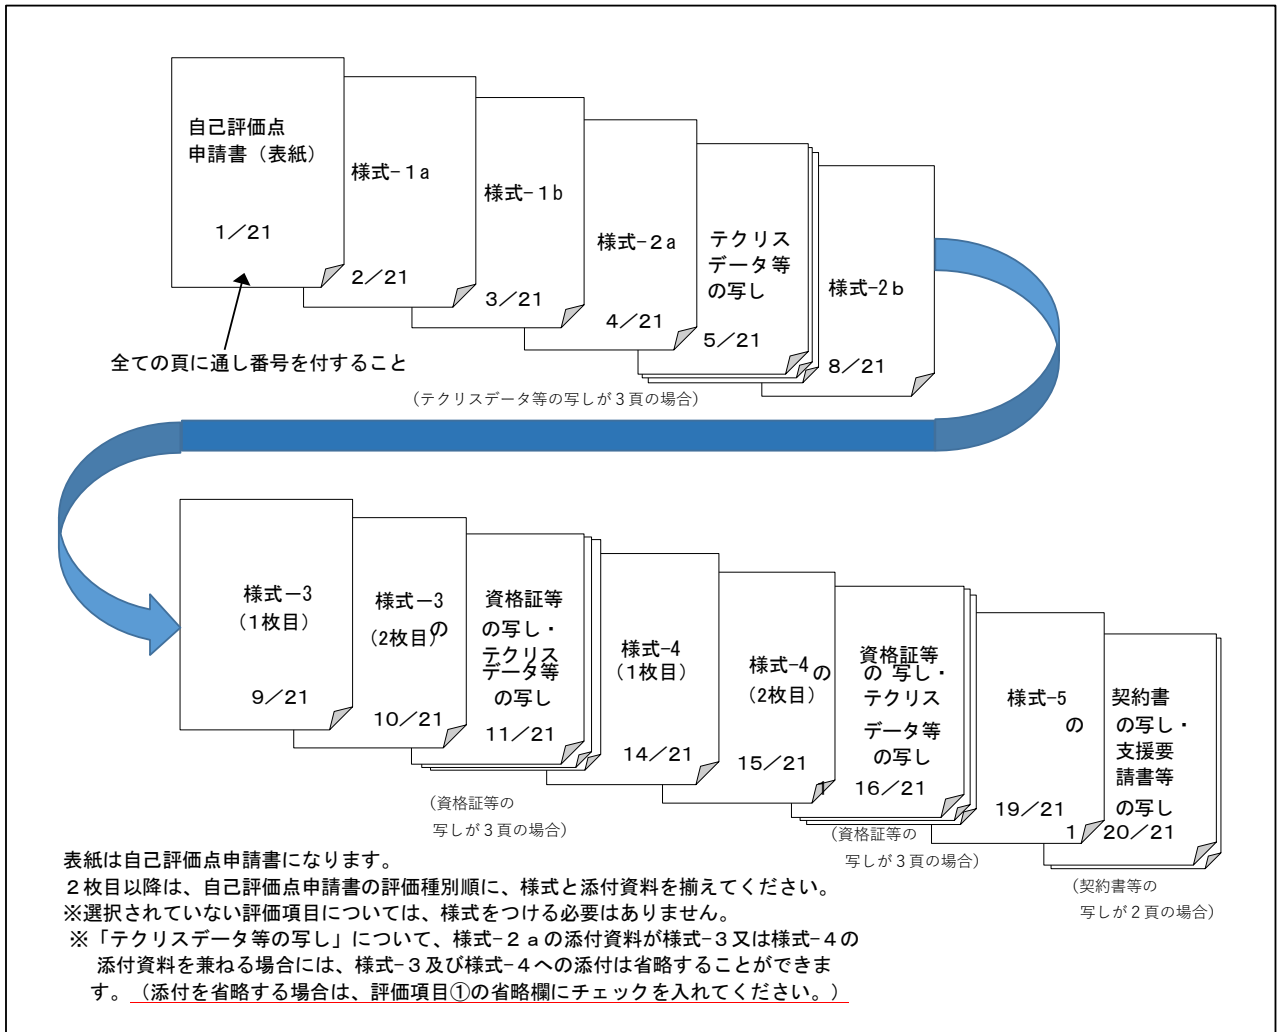 自己評価点
申請書（表紙）
1／21
様式-１a
2／21
様式-１b
3／21
様式-２a
4／21
テクリス
データ等
の写し
5／21
様式-2ｂ
8／21
全ての頁に通し番号を付すること
（テクリスデータ等の写しが３頁の場合）
様式－3
（1枚目）
9／21
様式－3
の
（2枚目）
10／21
資格証等
の写し・
テクリス
データ等
の写し
11／21
（資格証等の
写しが３頁の場合）
様式-4
（1枚目）
14／21
様式-4の
（2枚目）
15／21
1
資格証等
の 写し・
テクリス
データ等
の写し
16／21
（資格証等の
写しが３頁の場合）
様式-5
の
19／21
1
契約書
の写し・
支援要
請書等
の写し
20／21
（契約書等の
写しが２頁の場合）
表紙は自己評価点申請書になります。
２枚目以降は、自己評価点申請書の評価種別順に、様式と添付資料を揃えてください。
※選択されていない評価項目については、様式をつける必要はありません。
※「テクリスデータ等の写し」について、様式-２ａの添付資料が様式-３又は様式-４の
添付資料を兼ねる場合には、様式-３及び様式-４への添付は省略することができま
す。（添付を省略する場合は、評価項目①の省略欄にチェックを入れてください。）